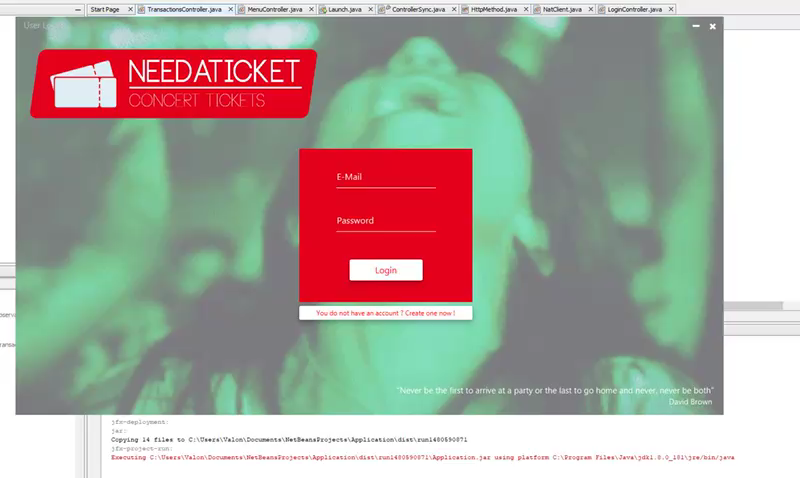 Start Page
TransactionsController.java
MenuController.java
Launch.java
ControllerSync.java
HttpMethod.java
NatClient.java
LoginController.java
NEEDATICKET
CONCERT TICKETS
E-Mail
Password
Login
You do not have an account ? Create one now !
"Never be the first to arrive at a party or the last to go home and never, never be both"
David Brown
jfx-deployment:
jar:
Copying 14 files to C:\Users\Valon\Documents\NetBeansProjects\Application\dist\run1480590871
jfx-project-run:
Executing C:\Users\Valon\Documents\NetBeansProjects\Application\dist\run1480590871\Application.jar using platform C:\Program Files\Java\jdk1.8.0_181\jre/bin/java